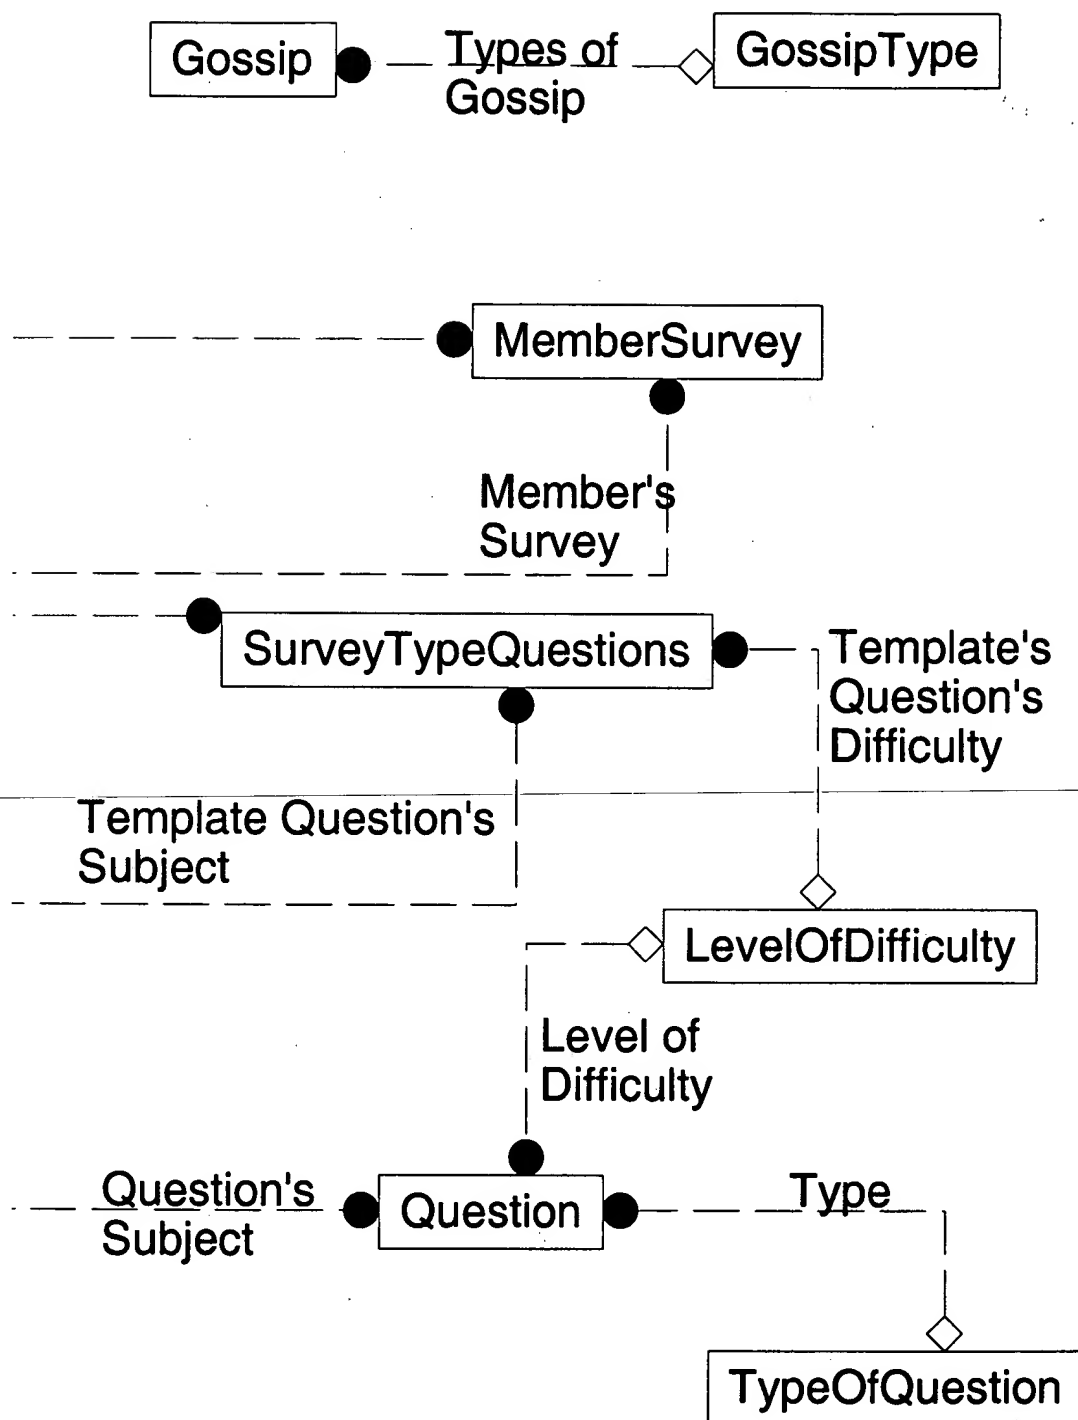 Gossip
Types of
Gossip
GossipType
MemberSurvey
Member's
Survey
SurveyTypeQuestions
Template's
Question's
Difficulty
Template Question's
Subject
LevelOfDifficulty
Level of
Difficulty
Question's
Subject
Question
Type
TypeOfQuestion